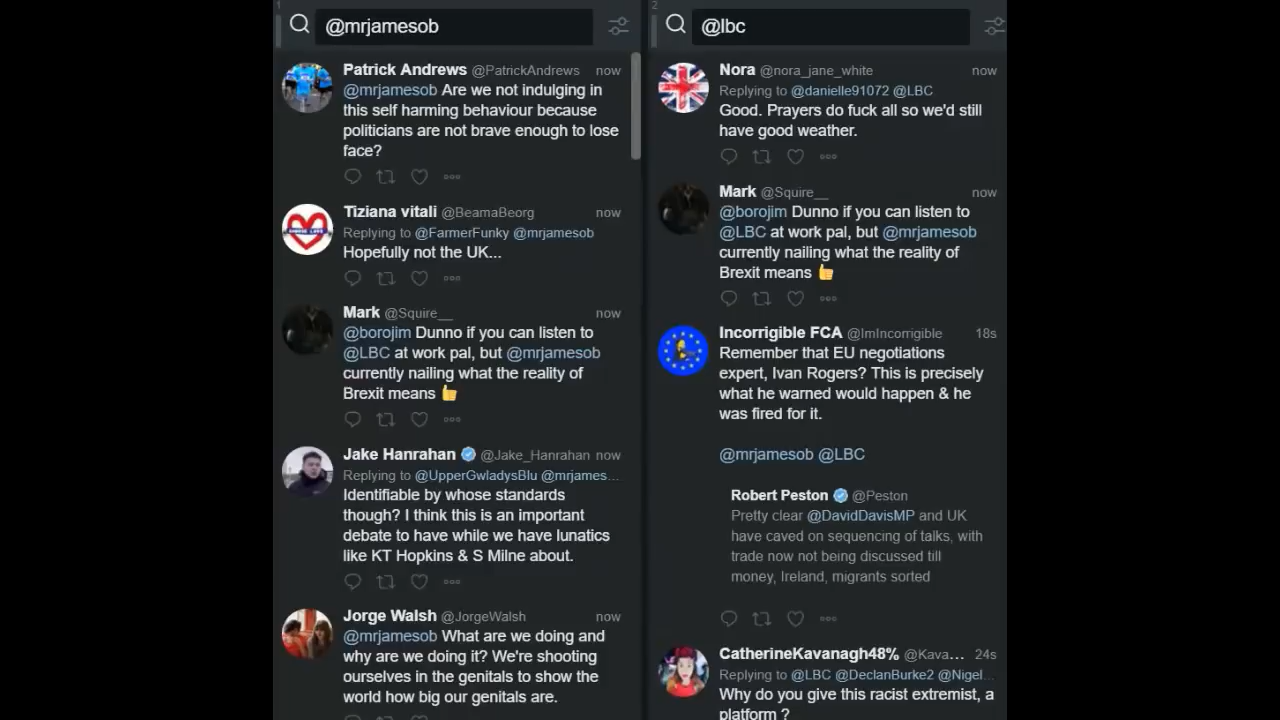 1
@mrjamesob
Patrick Andrews @PatrickAndrews now
@mrjamesob Are we not indulging in
this self harming behaviour because
politicians are not brave enough to lose
face?
Tiziana vitali @BeamaBeorg now
Replying to @FarmerFunky @mrjamesob
Hopefully not the UK...
Mark @Squire__ now
@borojim Dunno if you can listen to
@LBC at work pal, but @mrjamesob
currently nailing what the reality of
Brexit means 👍
Jake Hanrahan @Jake_Hanrahan now
Replying to @UpperGwladysBlu @mrjames...
Identifiable by whose standards
though? I think this is an important
debate to have while we have lunatics
like KT Hopkins & S Milne about.
Jorge Walsh @JorgeWalsh now
@mrjamesob What are we doing and
why are we doing it? We're shooting
ourselves in the genitals to show the
world how big our genitals are.
2
@lbc
Nora @nora_jane_white now
Replying to @danielle91072 @LBC
Good. Prayers do fuck all so we'd still
have good weather.
Mark @Squire__ now
@borojim Dunno if you can listen to
@LBC at work pal, but @mrjamesob
currently nailing what the reality of
Brexit means 👍
Incorrigible FCA @ImIncorrigible 18s
Remember that EU negotiations
expert, Ivan Rogers? This is precisely
what he warned would happen & he
was fired for it.
@mrjamesob @LBC
Robert Peston @Peston
Pretty clear @DavidDavisMP and UK
have caved on sequencing of talks, with
trade now not being discussed till
money, Ireland, migrants sorted
CatherineKavanagh48% @Kava... 24s
Replying to @LBC @DeclanBurke2 @Nigel...
Why do you give this racist extremist, a
platform ?